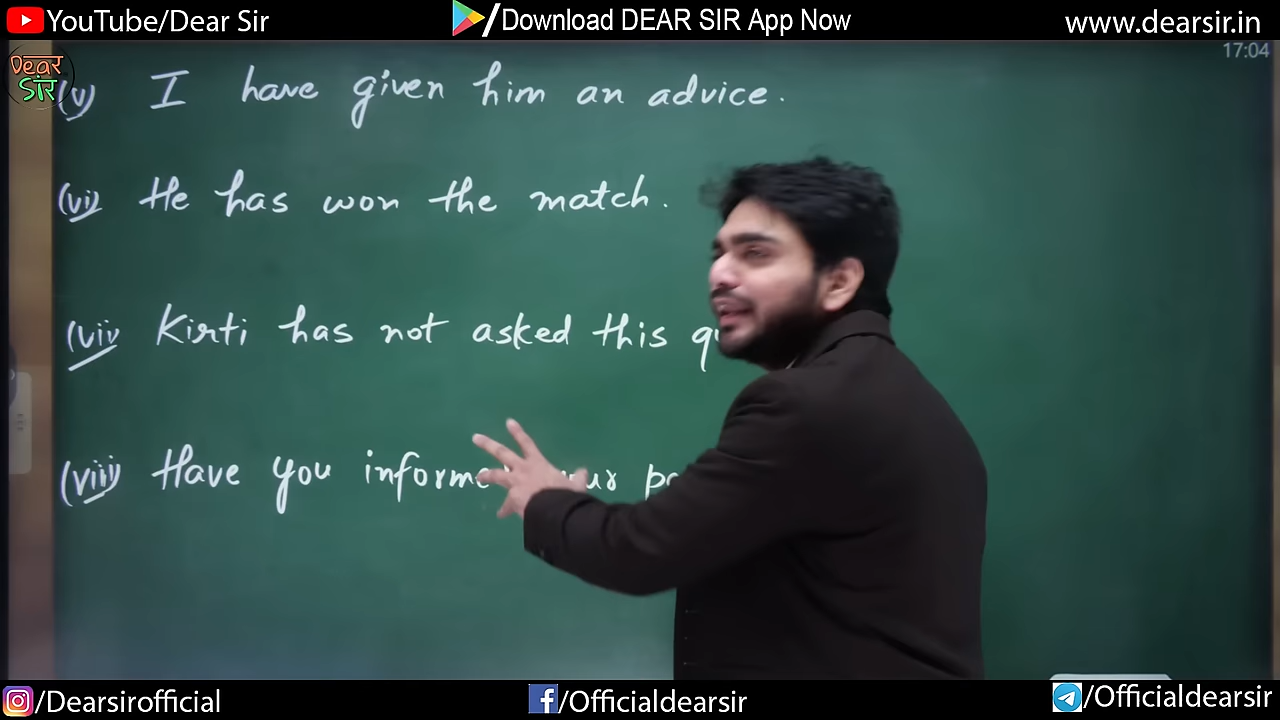 YouTube/Dear Sir
/Download DEAR SIR App Now
www.dearsir.in
17:04
Dear
सिर
(v) I have given him an advice.
(vi) He has won the match.
(vii) Kirti has not asked this
(viii) Have you
/Dearsirofficial
/Officialdearsir
/Officialdearsir